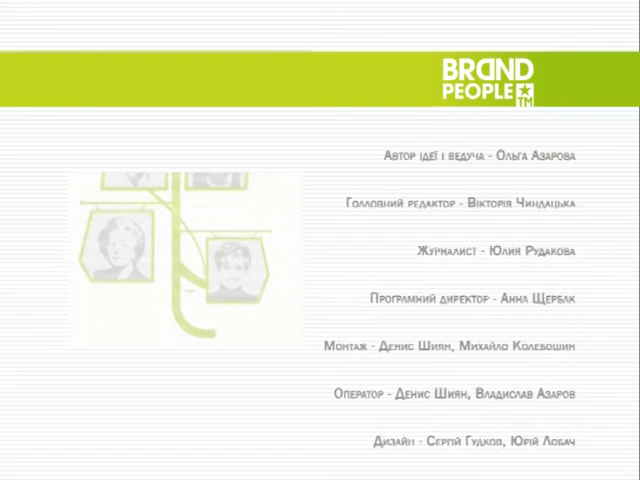 BRAND
PEOPLE TM
Автор ідеї і ведуча - Ольга Азарова
Головний редактор - Вікторія Чиндацька
Журналист - Юлия Рудакова
Програмний директор - Анна Щербак
Монтаж - Денис Шиян, Михайло Колебошин
Оператор - Денис Шиян, Владислав Азаров
Дизайн - Сергій Гудков, Юрій Лобач